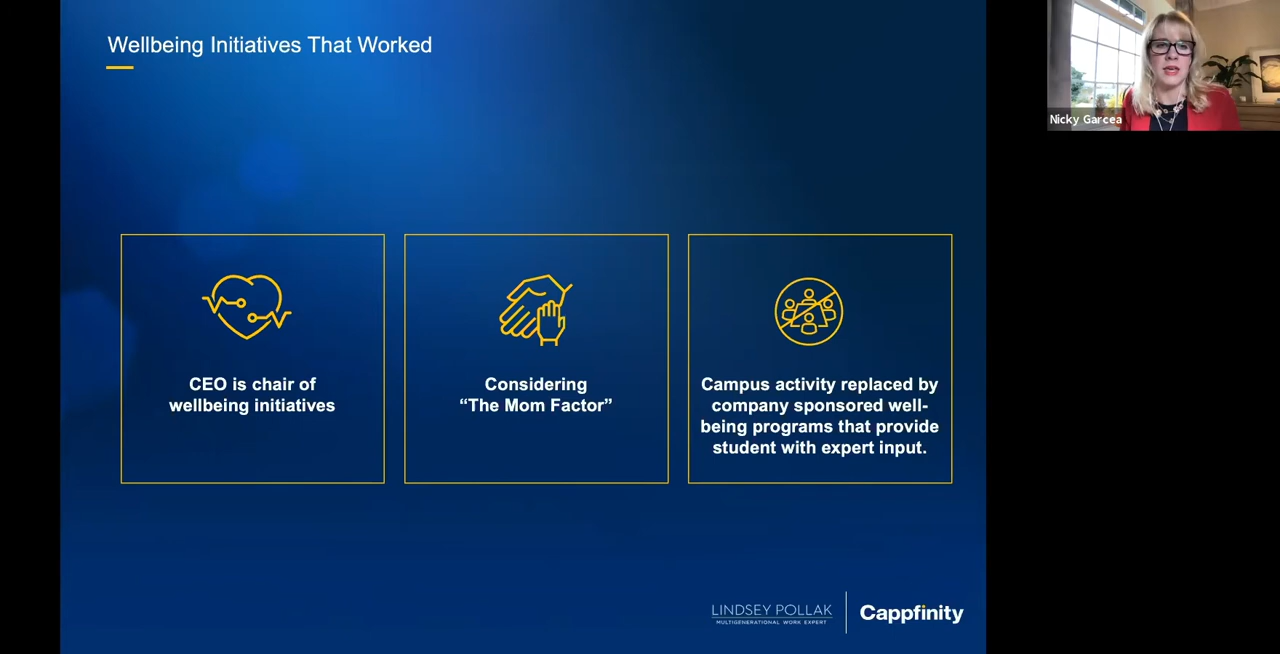 Wellbeing Initiatives That Worked
Nicky Garcea
CEO is chair of
wellbeing initiatives
Considering
“The Mom Factor”
Campus activity replaced by
company sponsored well-
being programs that provide
student with expert input.
LINDSEY POLLAK
MULTIGENERATIONAL WORK EXPERT
Cappfinity